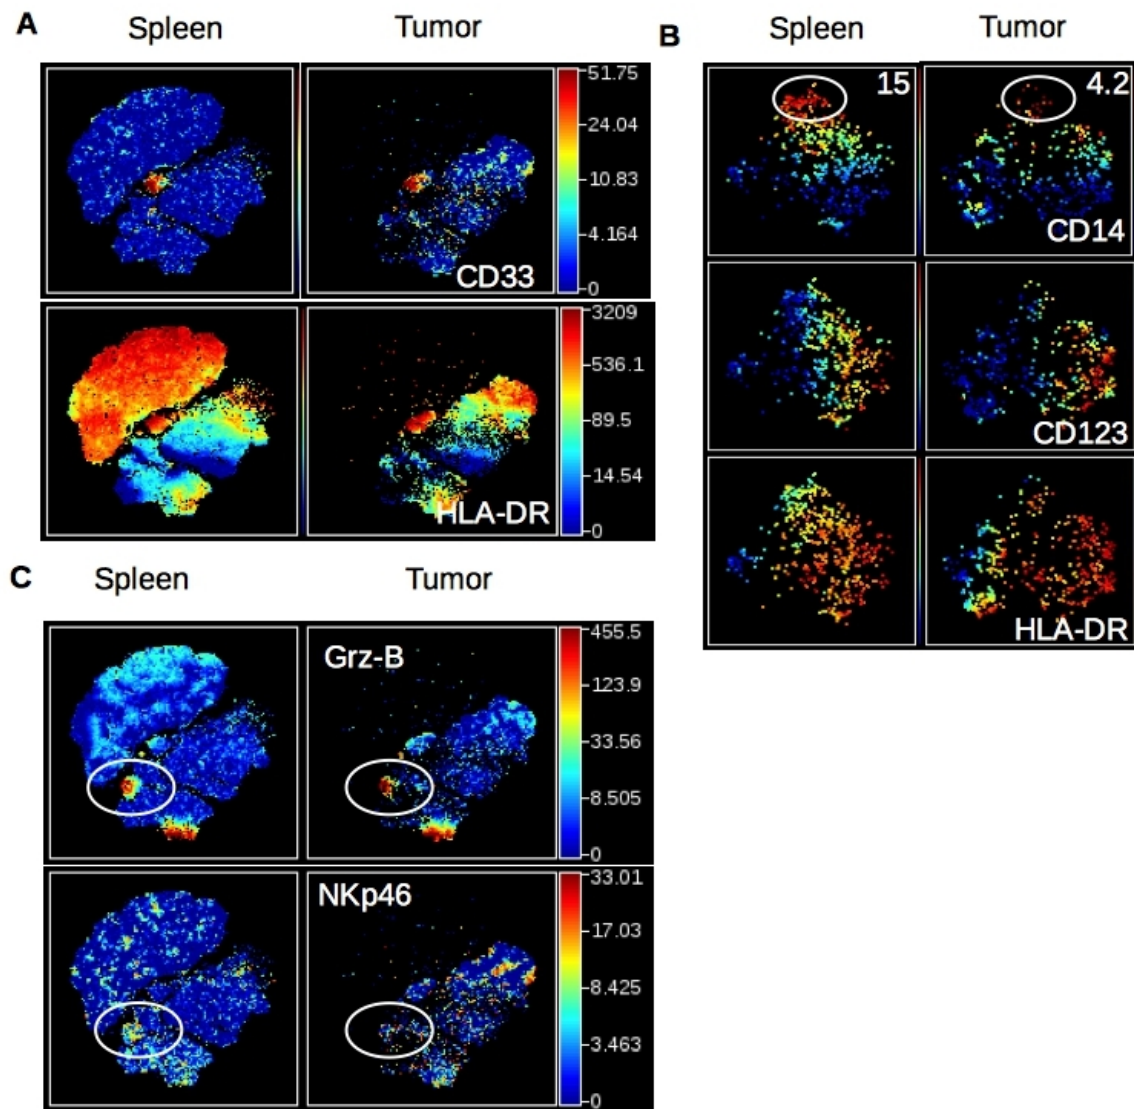 A
Spleen
Tumor
51.75
24.04
10.83
4.164
0
CD33
3209
536.1
89.5
14.54
0
HLA-DR
B
Spleen
Tumor
15
4.2
CD14
CD123
HLA-DR
C
Spleen
Tumor
Grz-B
455.5
123.9
33.56
8.505
0
NKp46
33.01
17.03
8.425
3.463
0